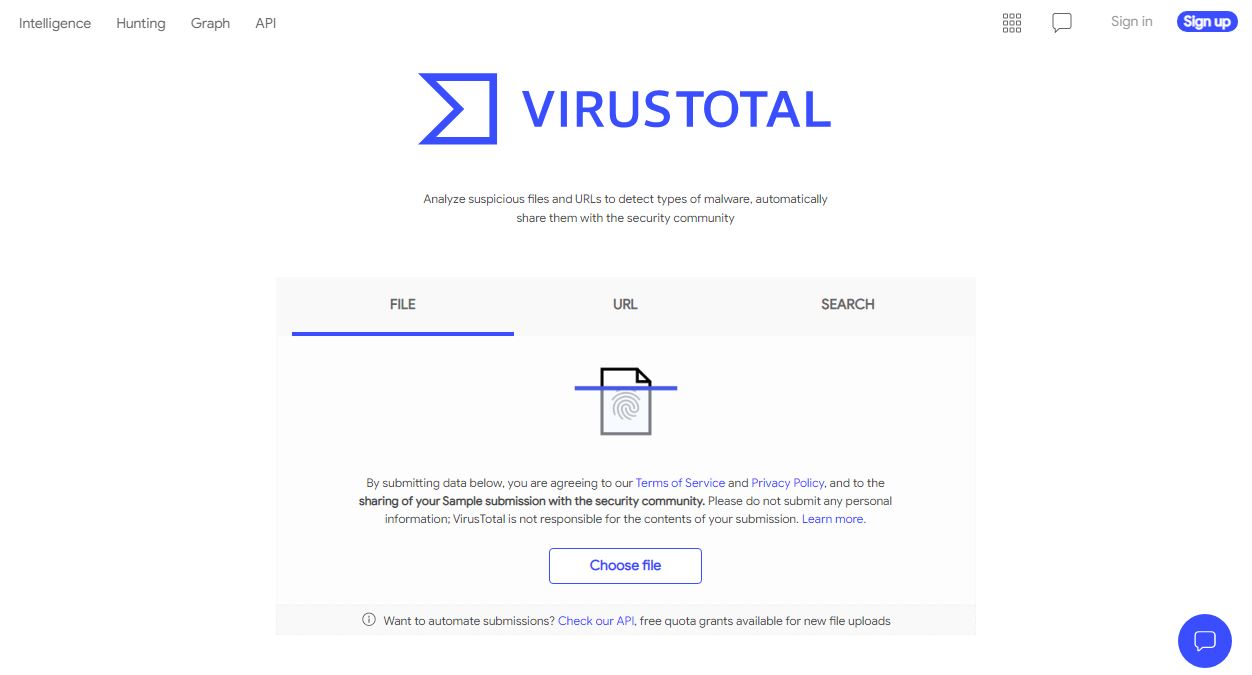 Intelligence Hunting Graph API Sign in Sign up
VIRUSTOTAL
Analyze suspicious files and URLs to detect types of malware, automatically
share them with the security community
FILE URL SEARCH
By submitting data below, you are agreeing to our Terms of Service and Privacy Policy, and to the
sharing of your Sample submission with the security community. Please do not submit any personal
information; VirusTotal is not responsible for the contents of your submission. Learn more.
Choose file
Want to automate submissions? Check our API, free quota grants available for new file uploads